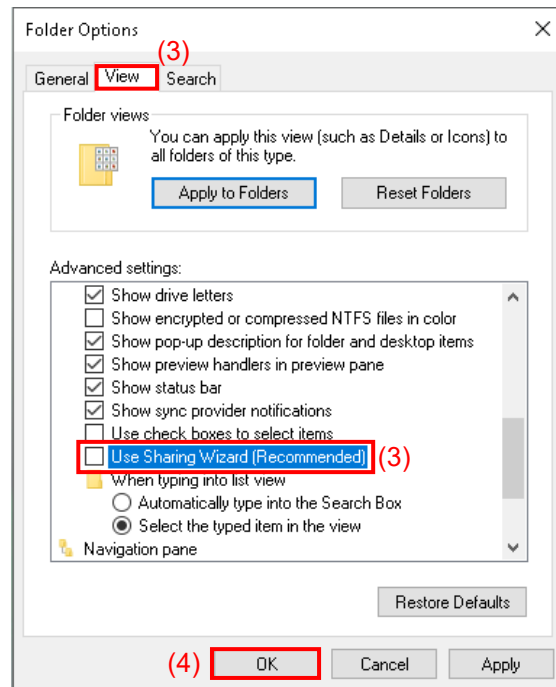 Folder Options
(3)
General View Search
Folder views
You can apply this view (such as Details or Icons) to
all folders of this type.
Apply to Folders Reset Folders
Advanced settings:
Show drive letters
Show encrypted or compressed NTFS files in color
Show pop-up description for folder and desktop items
Show preview handlers in preview pane
Show status bar
Show sync provider notifications
Use check boxes to select items
Use Sharing Wizard (Recommended) (3)
When typing into list view
Automatically type into the Search Box
Select the typed item in the view
Navigation pane
Restore Defaults
(4) OK Cancel Apply